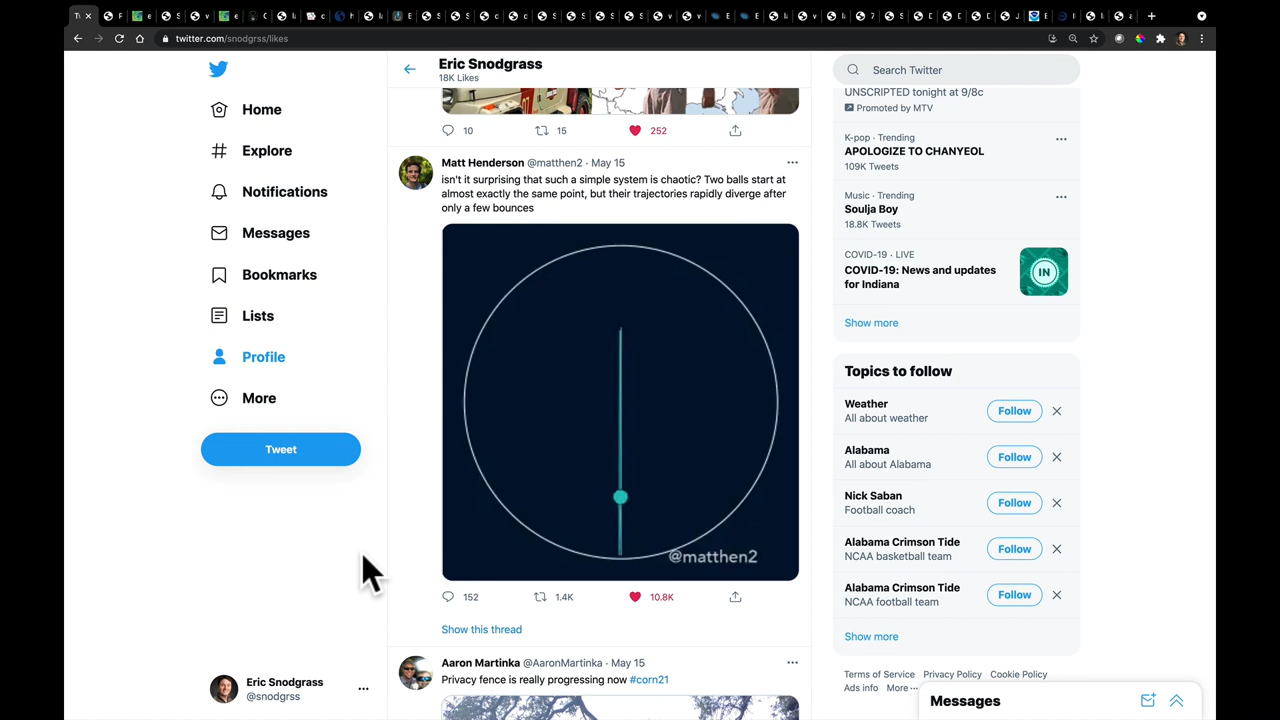 twitter.com/snodgrss/likes
Home
Explore
Notifications
Messages
Bookmarks
Lists
Profile
More
Tweet
Eric Snodgrass
@snodgrss
Eric Snodgrass
18K Likes
10 15 252
Matt Henderson @matthen2 · May 15
isn't it surprising that such a simple system is chaotic? Two balls start at
almost exactly the same point, but their trajectories rapidly diverge after
only a few bounces
@matthen2
152 1.4K 10.8K
Show this thread
Aaron Martinka @AaronMartinka · May 15
Privacy fence is really progressing now #corn21
Search Twitter
UNSCRIPTED tonight at 9/8c
Promoted by MTV
K-pop · Trending
APOLOGIZE TO CHANYEOL
109K Tweets
Music · Trending
Soulja Boy
18.8K Tweets
COVID-19 · LIVE
COVID-19: News and updates
for Indiana
IN
Show more
Topics to follow
Weather
All about weather
Follow
Alabama
All about Alabama
Follow
Nick Saban
Football coach
Follow
Alabama Crimson Tide
NCAA basketball team
Follow
Alabama Crimson Tide
NCAA football team
Follow
Show more
Terms of Service Privacy Policy Cookie Policy
Ads info More ···
Messages